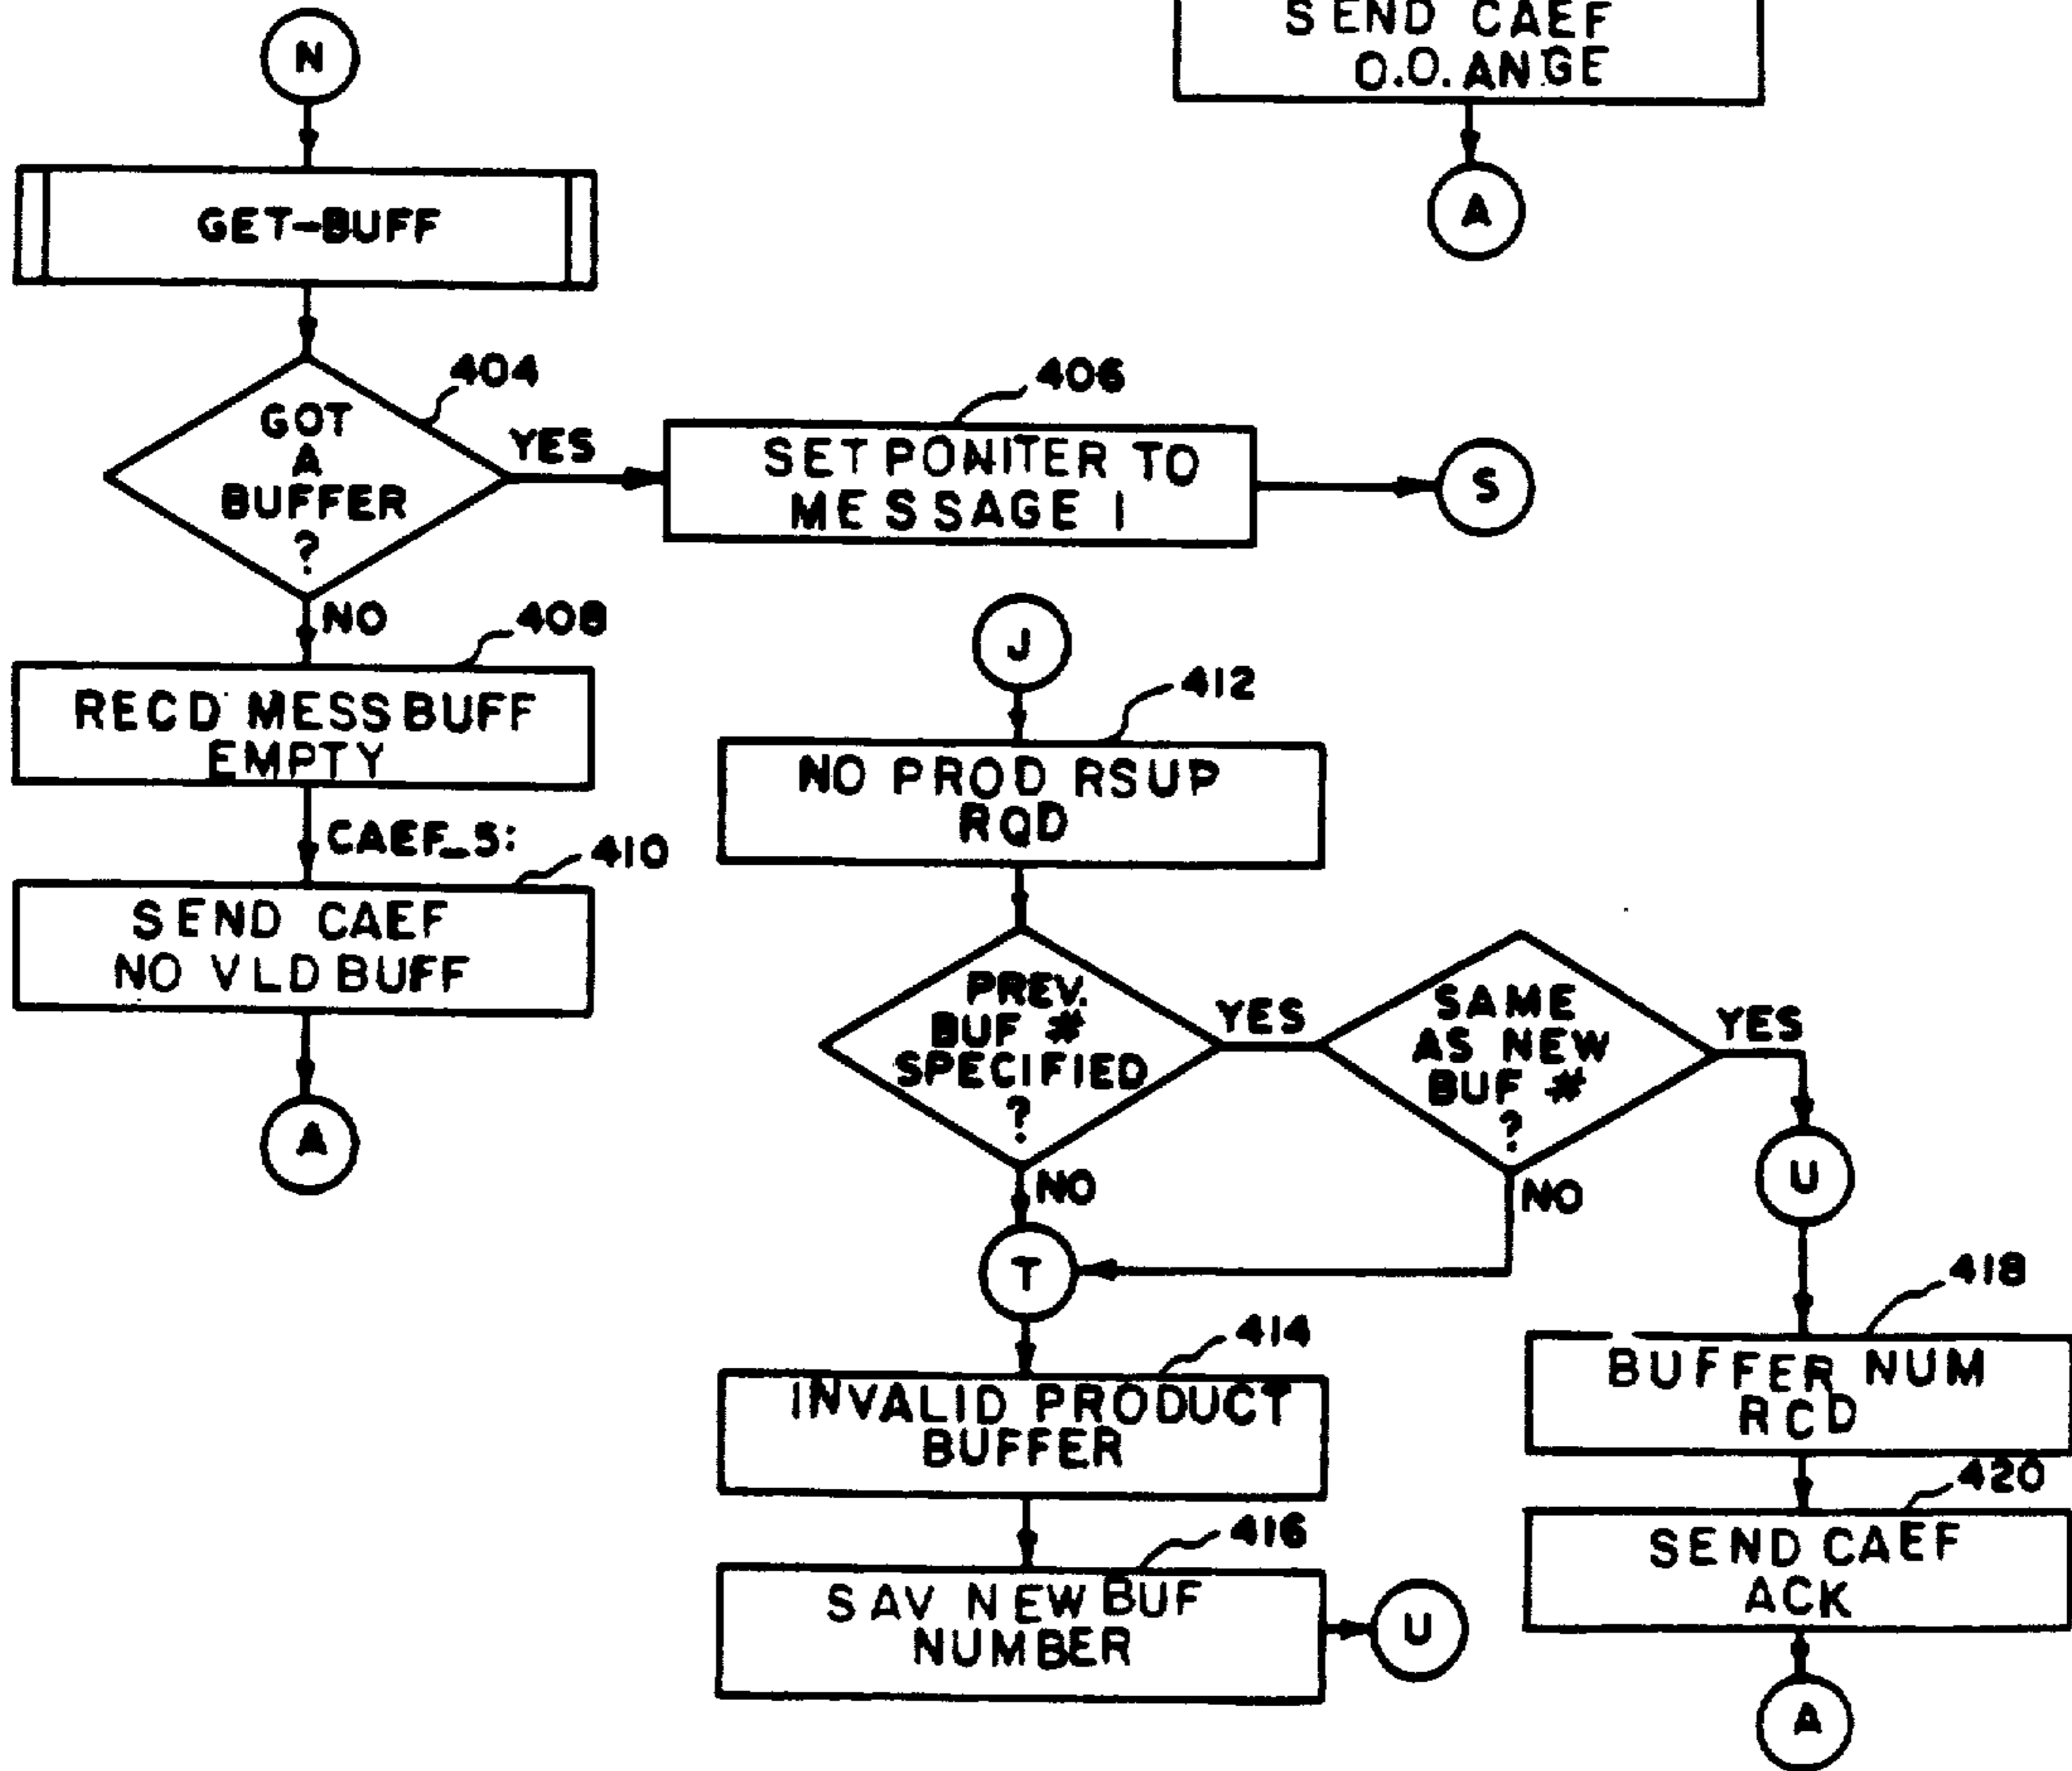 N
GET-BUFF
404
GOT
A
BUFFER
?
YES
406
SET PONITER TO
MESSAGE 1
S
NO
408
RECD MESS BUFF
EMPTY
CAEF_5:
410
SEND CAEF
NO VLD BUFF
A
SEND CAEF
O.O.ANGE
A
J
412
NO PROD RSUP
RQD
PREV.
BUF #
SPECIFIED
?
YES
SAME
AS NEW
BUF #
?
YES
NO
NO
T
U
414
INVALID PRODUCT
BUFFER
416
SAV NEW BUF
NUMBER
U
418
BUFFER NUM
RCD
420
SEND CAEF
ACK
A